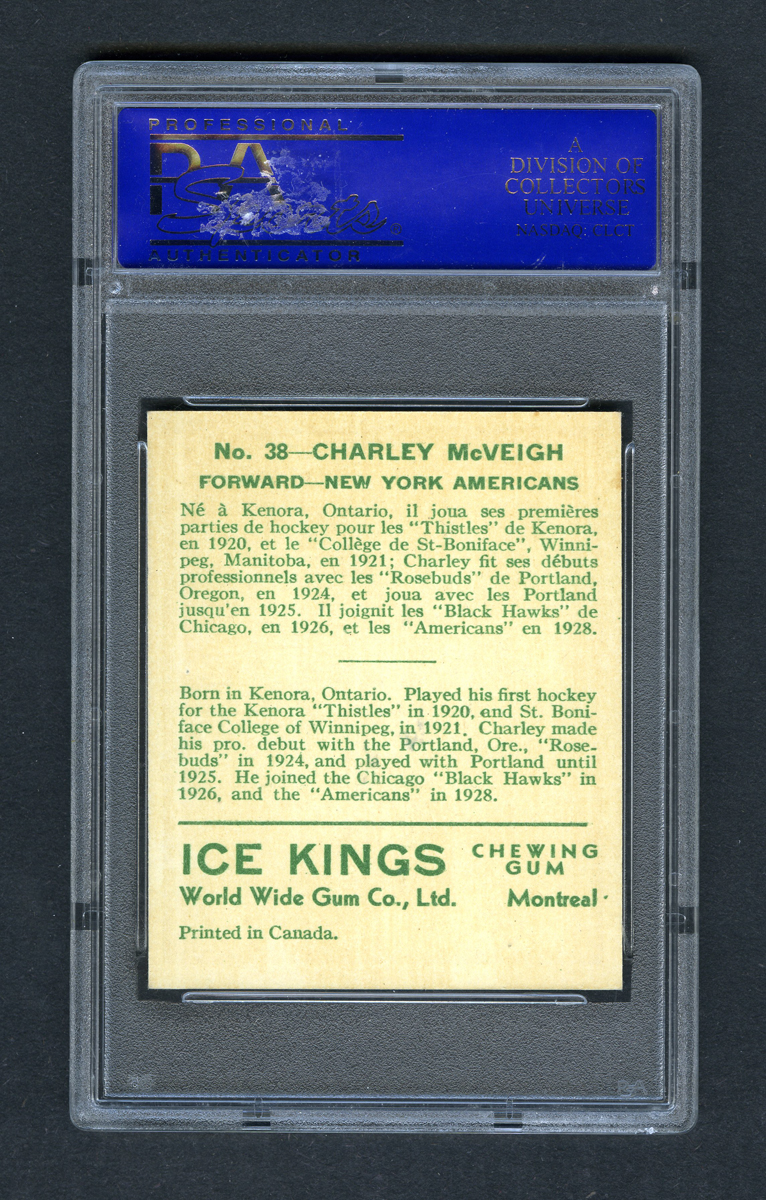 PROFESSIONAL
PSA
AUTHENTICATOR
A
DIVISION OF
COLLECTORS
UNIVERSE
NASDAQ: CLCT
No. 38—CHARLEY McVEIGH
FORWARD—NEW YORK AMERICANS
Né à Kenora, Ontario, il joua ses premières
parties de hockey pour les "Thistles" de Kenora,
en 1920, et le "Collège de St-Boniface", Winni-
peg, Manitoba, en 1921; Charley fit ses débuts
professionnels avec les "Rosebuds" de Portland,
Oregon, en 1924, et joua avec les Portland
jusqu'en 1925. Il joignit les "Black Hawks" de
Chicago, en 1926, et les "Americans" en 1928.
Born in Kenora, Ontario. Played his first hockey
for the Kenora "Thistles" in 1920, and St. Boni-
face College of Winnipeg, in 1921. Charley made
his pro. debut with the Portland, Ore., "Rose-
buds" in 1924, and played with Portland until
1925. He joined the Chicago "Black Hawks" in
1926, and the "Americans" in 1928.
ICE KINGS CHEWING GUM
World Wide Gum Co., Ltd. Montreal
Printed in Canada.